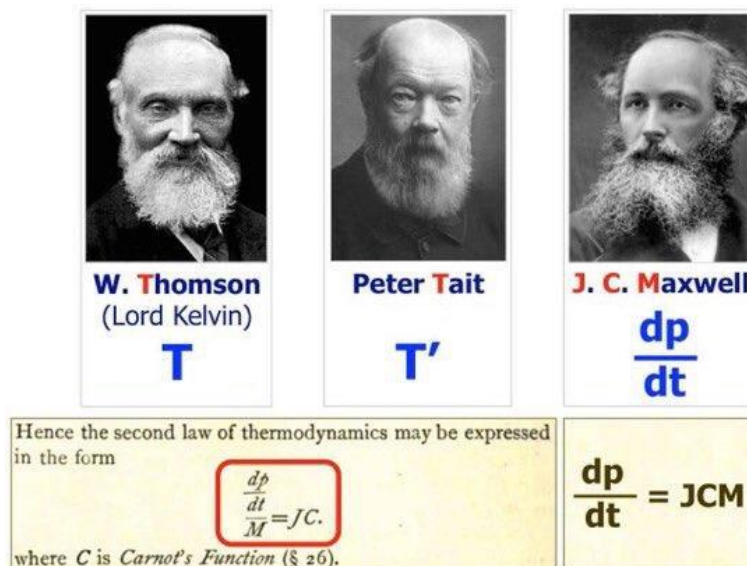 W. Thomson
(Lord Kelvin)
T
Peter Tait
T′
J. C. Maxwell
dp
dt
Hence the second law of thermodynamics may be expressed
in the form
dp
dt
M =JC.
where C is Carnot's Function (§ 26).
dp
dt = JCM